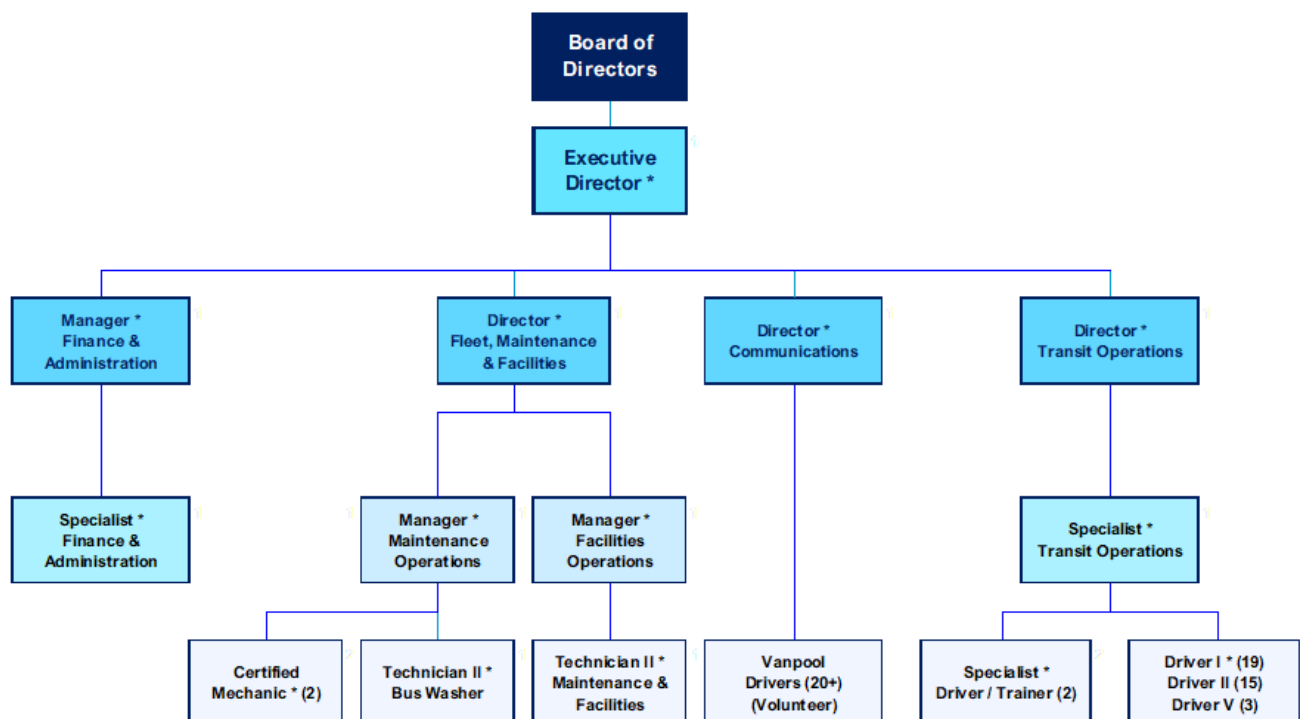 Board of
Directors
Executive
Director *
Manager *
Finance &
Administration
Director *
Fleet, Maintenance
& Facilities
Director *
Communications
Director *
Transit Operations
Specialist *
Finance &
Administration
Manager *
Maintenance
Operations
Manager *
Facilities
Operations
Specialist *
Transit Operations
Certified
Mechanic * (2)
Technician II *
Bus Washer
Technician II *
Maintenance &
Facilities
Vanpool
Drivers (20+)
(Volunteer)
Specialist *
Driver / Trainer (2)
Driver I * (19)
Driver II (15)
Driver V (3)